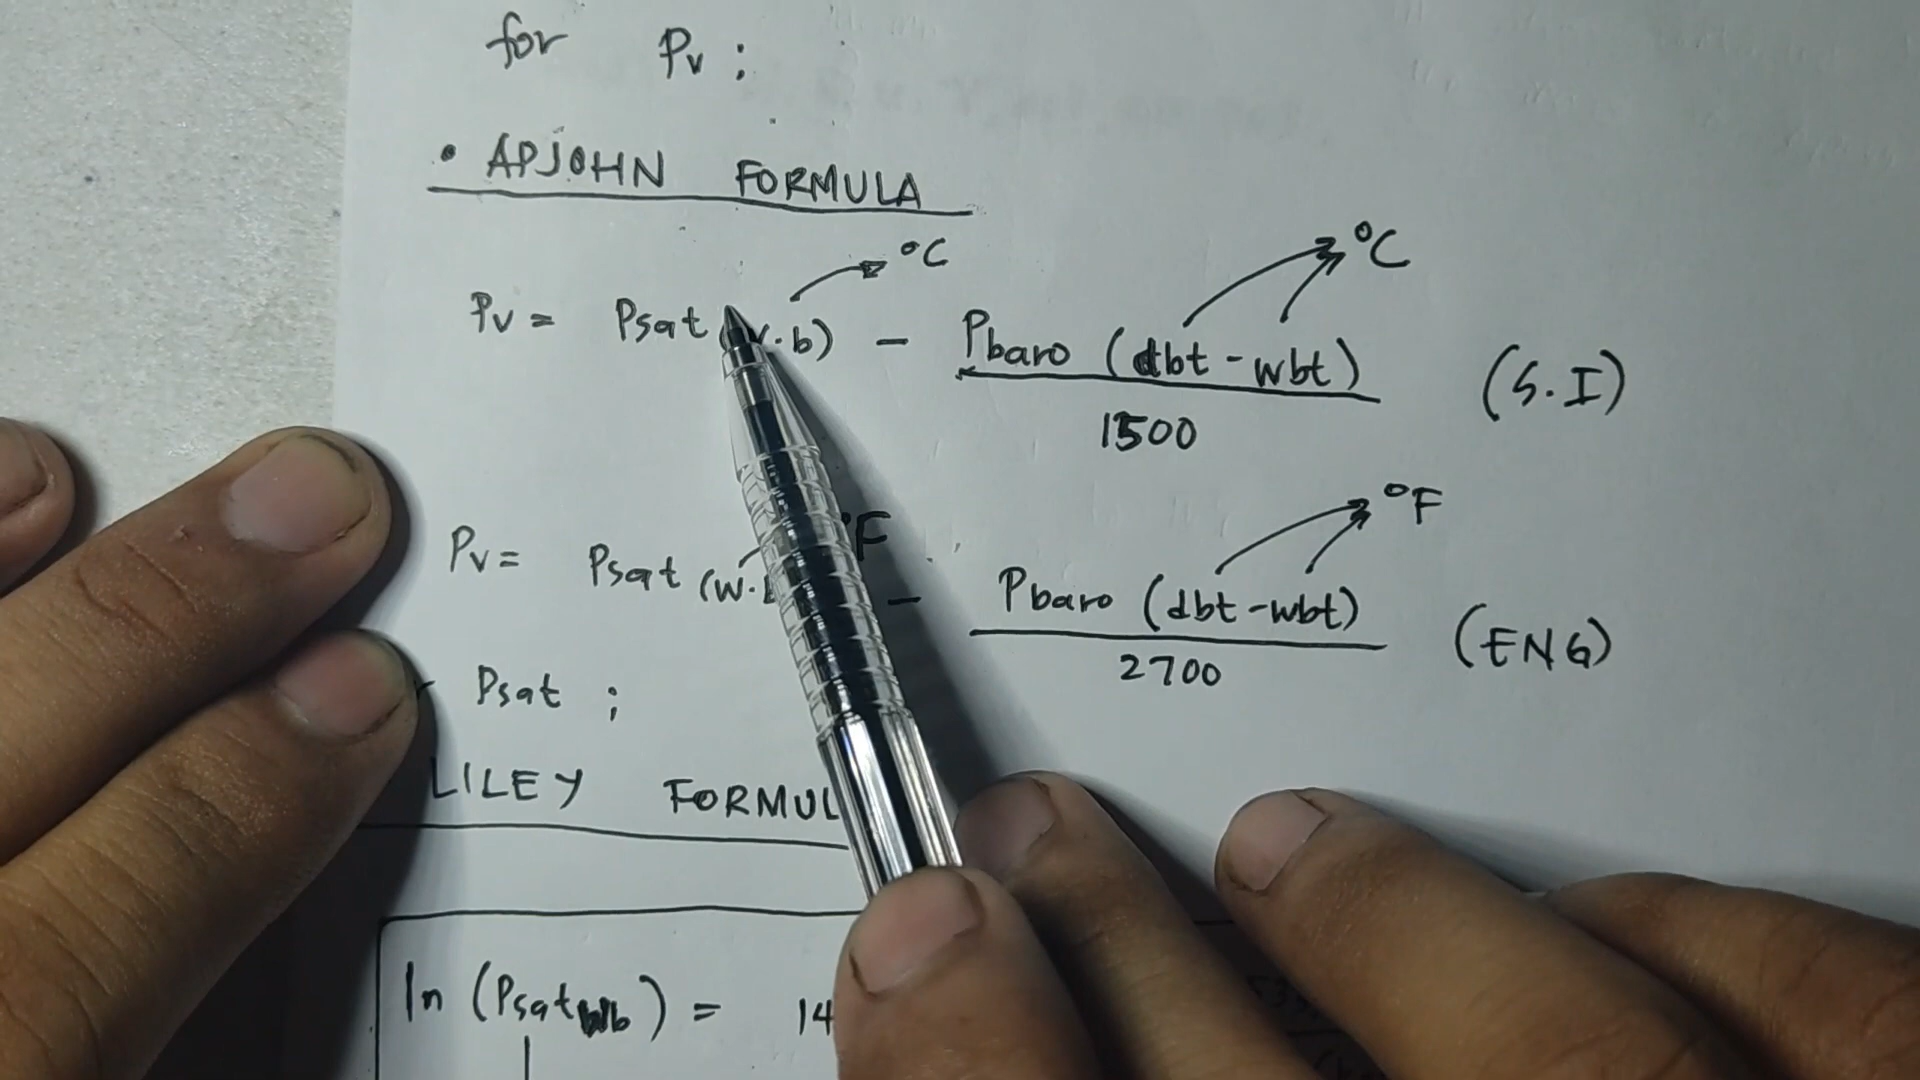 for Pv :
• APJOHN FORMULA
°C °C
Pv = Psat (w.b) - Pbaro (dbt - wbt) (S.I)
1500
°F °F
Pv = Psat (w. - Pbaro (dbt - wbt) (ENG)
2700
Psat ;
LILEY FORMUL
ln (Psat wb) = 14